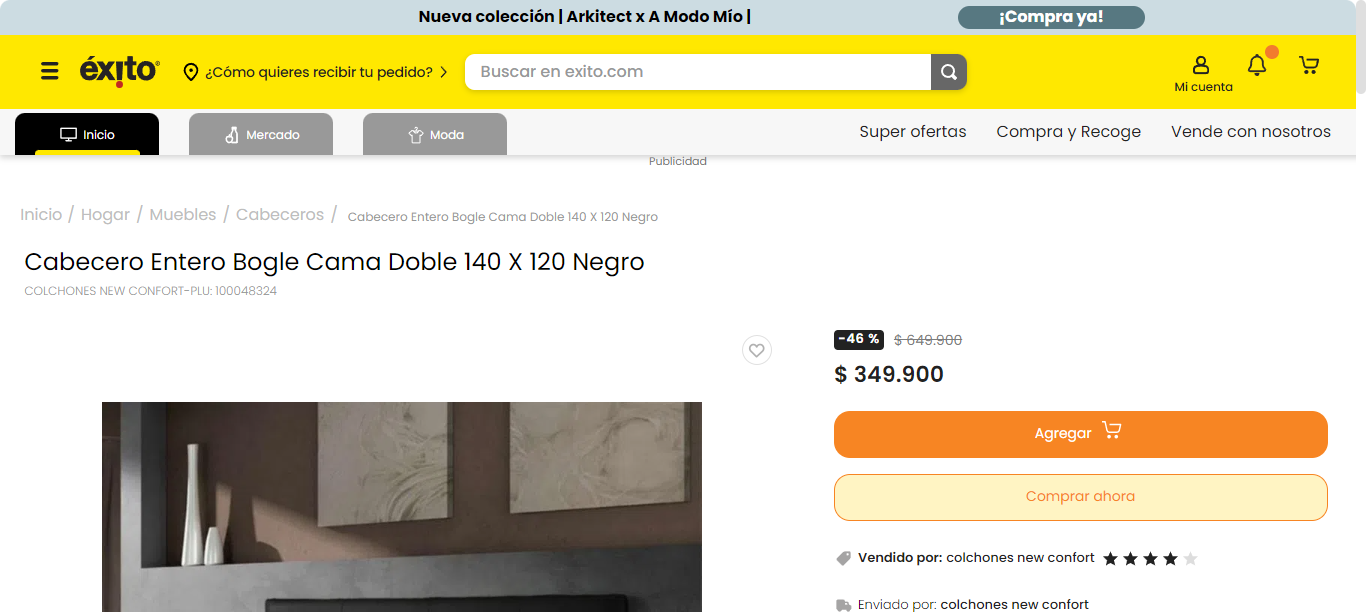 Nueva colección | Arkitect x A Modo Mío |
¡Compra ya!
éxito
¿Cómo quieres recibir tu pedido?
Buscar en exito.com
Mi cuenta
Inicio
Mercado
Moda
Super ofertas
Compra y Recoge
Vende con nosotros
Publicidad
Inicio / Hogar / Muebles / Cabeceros / Cabecero Entero Bogle Cama Doble 140 X 120 Negro
Cabecero Entero Bogle Cama Doble 140 X 120 Negro
COLCHONES NEW CONFORT-PLU: 100048324
-46 % $ 649.900
$ 349.900
Agregar
Comprar ahora
Vendido por: colchones new confort
Enviado por: colchones new confort